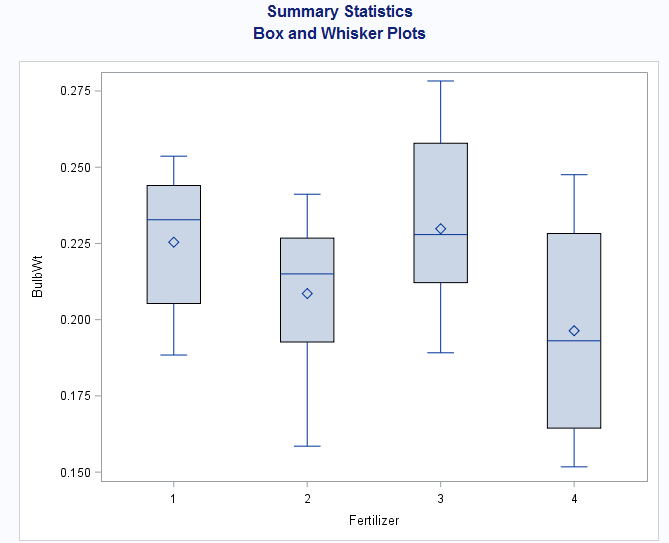 Summary Statistics
Box and Whisker Plots
0.275
0.250
0.225
0.200
0.175
0.150
BulbWt
1 2 3 4
Fertilizer